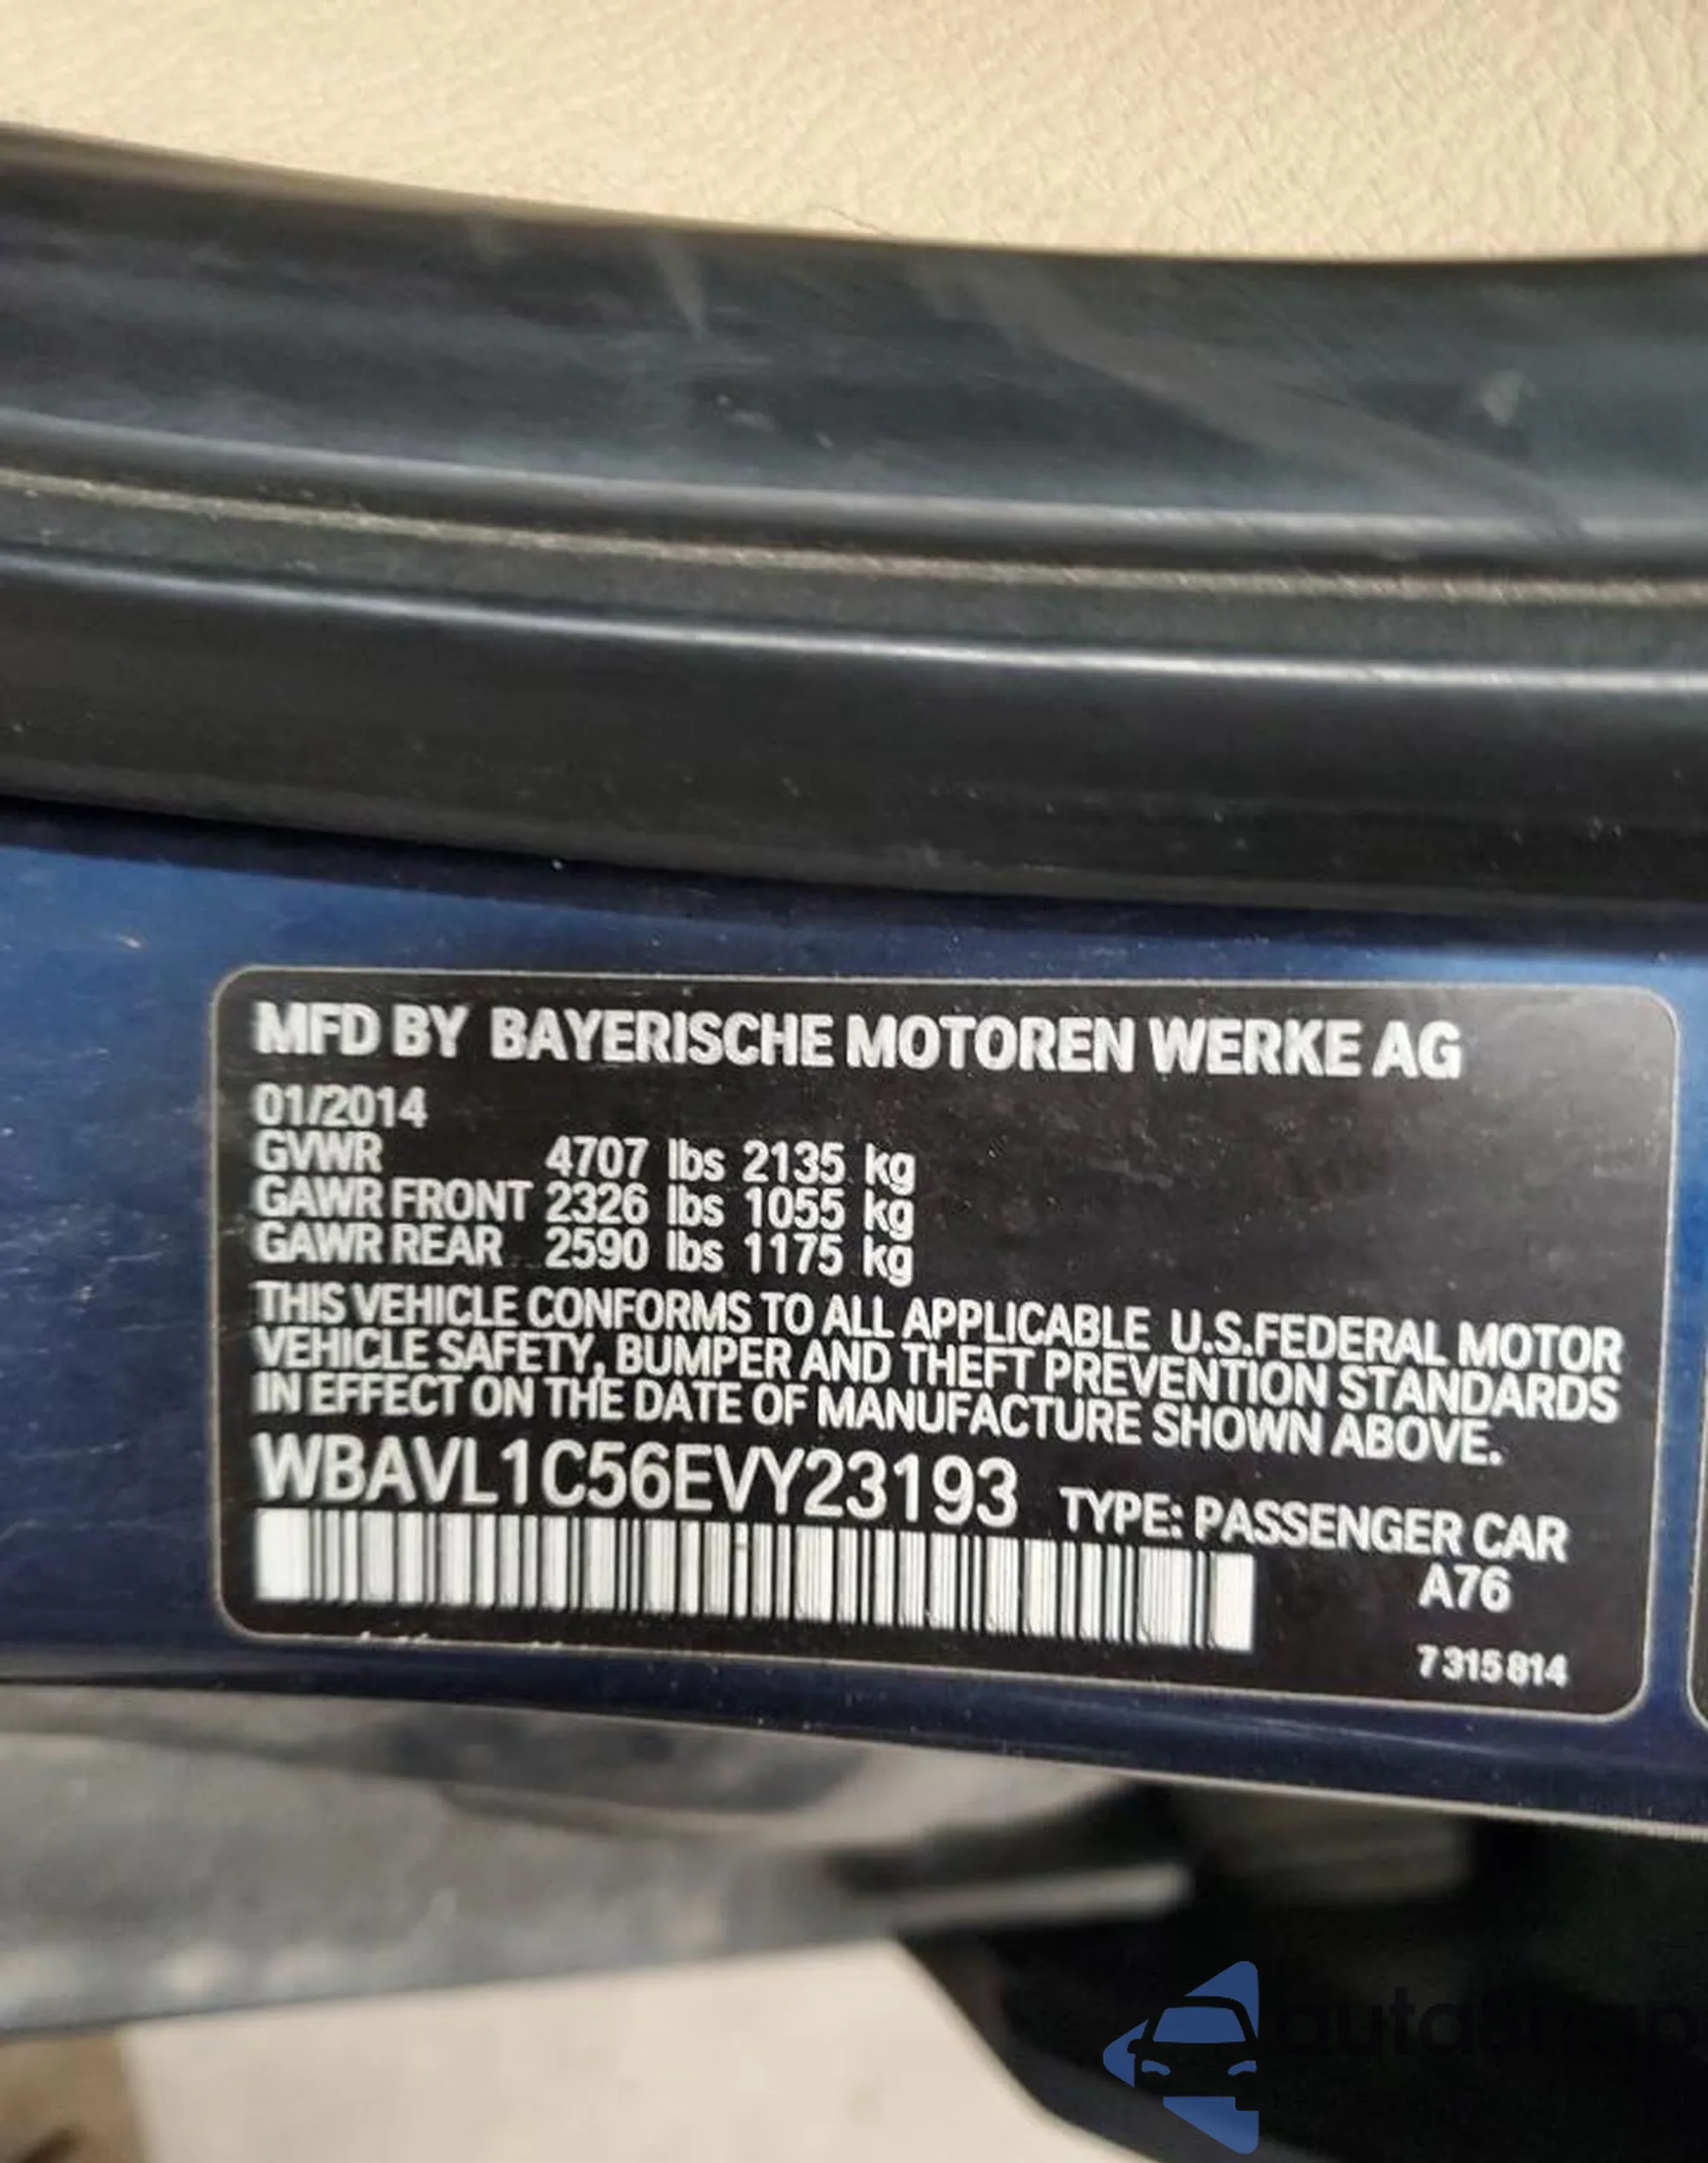 MFD BY BAYERISCHE MOTOREN WERKE AG
01/2014
GVWR 4707 lbs 2135 kg
GAWR FRONT 2326 lbs 1055 kg
GAWR REAR 2590 lbs 1175 kg
THIS VEHICLE CONFORMS TO ALL APPLICABLE U.S.FEDERAL MOTOR
VEHICLE SAFETY, BUMPER AND THEFT PREVENTION STANDARDS
IN EFFECT ON THE DATE OF MANUFACTURE SHOWN ABOVE.
WBAVL1C56EVY23193 TYPE: PASSENGER CAR
A76
7 315 814